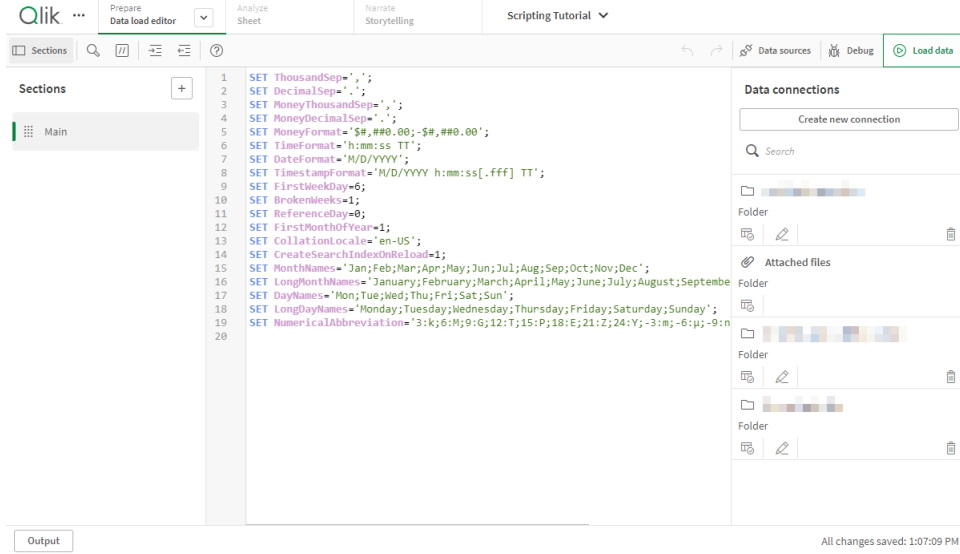 Qlik
Prepare
Data load editor
Analyze
Sheet
Narrate
Storytelling
Scripting Tutorial
Sections
Data sources
Debug
Load data
Sections
Main
1 SET ThousandSep=',';
2 SET DecimalSep='.';
3 SET MoneyThousandSep=',';
4 SET MoneyDecimalSep='.';
5 SET MoneyFormat='$#,##0.00;-$#,##0.00';
6 SET TimeFormat='h:mm:ss TT';
7 SET DateFormat='M/D/YYYY';
8 SET TimestampFormat='M/D/YYYY h:mm:ss[.fff] TT';
9 SET FirstWeekDay=6;
10 SET BrokenWeeks=1;
11 SET ReferenceDay=0;
12 SET FirstMonthOfYear=1;
13 SET CollationLocale='en-US';
14 SET CreateSearchIndexOnReload=1;
15 SET MonthNames='Jan;Feb;Mar;Apr;May;Jun;Jul;Aug;Sep;Oct;Nov;Dec';
16 SET LongMonthNames='January;February;March;April;May;June;July;August;Septembe
17 SET DayNames='Mon;Tue;Wed;Thu;Fri;Sat;Sun';
18 SET LongDayNames='Monday;Tuesday;Wednesday;Thursday;Friday;Saturday;Sunday';
19 SET NumericalAbbreviation='3:k;6:M;9:G;12:T;15:P;18:E;21:Z;24:Y;-3:m;-6:µ;-9:n
20
Data connections
Create new connection
Search
Folder
Attached files
Folder
Folder
Folder
Output
All changes saved: 1:07:09 PM